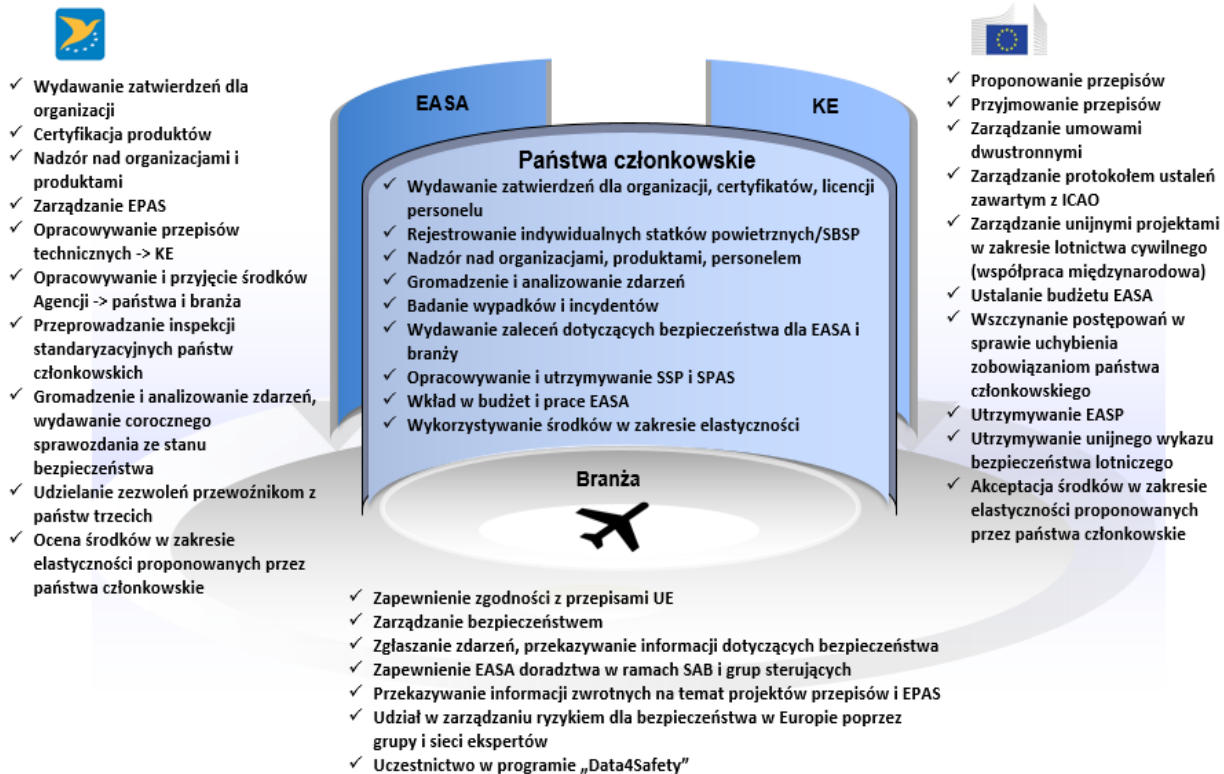 ✓ Wydawanie zatwierdzeń dla
organizacji
✓ Certyfikacja produktów
✓ Nadzór nad organizacjami i
produktami
✓ Zarządzanie EPAS
✓ Opracowywanie przepisów
technicznych -> KE
✓ Opracowywanie i przyjęcie środków
Agencji -> państwa i branża
✓ Przeprowadzanie inspekcji
standaryzacyjnych państw
członkowskich
✓ Gromadzenie i analizowanie zdarzeń,
wydawanie corocznego
sprawozdania ze stanu
bezpieczeństwa
✓ Udzielanie zezwoleń przewoźnikom z
państw trzecich
✓ Ocena środków w zakresie
elastyczności proponowanych przez
państwa członkowskie
EASA
KE
Państwa członkowskie
✓ Wydawanie zatwierdzeń dla organizacji, certyfikatów, licencji
personelu
✓ Rejestrowanie indywidualnych statków powietrznych/SBSP
✓ Nadzór nad organizacjami, produktami, personelem
✓ Gromadzenie i analizowanie zdarzeń
✓ Badanie wypadków i incydentów
✓ Wydawanie zaleceń dotyczących bezpieczeństwa dla EASA i
branży
✓ Opracowywanie i utrzymywanie SSP i SPAS
✓ Wkład w budżet i prace EASA
✓ Wykorzystywanie środków w zakresie elastyczności
Branża
✓ Proponowanie przepisów
✓ Przyjmowanie przepisów
✓ Zarządzanie umowami
dwustronnymi
✓ Zarządzanie protokołem ustaleń
zawartym z ICAO
✓ Zarządzanie unijnymi projektami
w zakresie lotnictwa cywilnego
(współpraca międzynarodowa)
✓ Ustalanie budżetu EASA
✓ Wszczynanie postępowań w
sprawie uchybienia
zobowiązaniom państwa
członkowskiego
✓ Utrzymywanie EASP
✓ Utrzymywanie unijnego wykazu
bezpieczeństwa lotniczego
✓ Akceptacja środków w zakresie
elastyczności proponowanych
przez państwa członkowskie
✓ Zapewnienie zgodności z przepisami UE
✓ Zarządzanie bezpieczeństwem
✓ Zgłaszanie zdarzeń, przekazywanie informacji dotyczących bezpieczeństwa
✓ Zapewnienie EASA doradztwa w ramach SAB i grup sterujących
✓ Przekazywanie informacji zwrotnych na temat projektów przepisów i EPAS
✓ Udział w zarządzaniu ryzykiem dla bezpieczeństwa w Europie poprzez
grupy i sieci ekspertów
✓ Uczestnictwo w programie „Data4Safety”